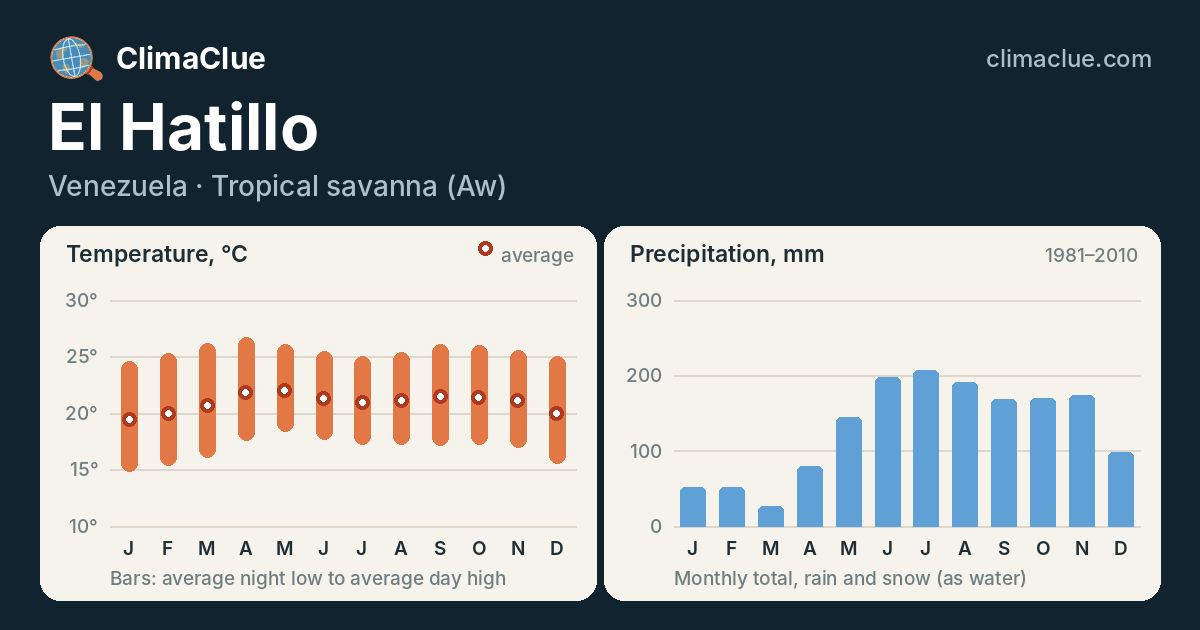 ClimaClue
climaclue.com
El Hatillo
Venezuela · Tropical savanna (Aw)
Temperature, °C
average
30°
25°
20°
15°
10°
J F M A M J J A S O N D
Bars: average night low to average day high
Precipitation, mm
1981–2010
300
200
100
0
J F M A M J J A S O N D
Monthly total, rain and snow (as water)